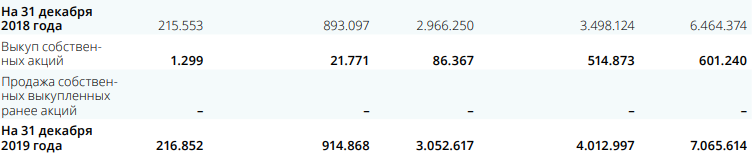 На 31 декабря
2018 года 215.553 893.097 2.966.250 3.498.124 6.464.374
Выкуп собствен-
ных акций 1.299 21.771 86.367 514.873 601.240
Продажа собствен-
ных выкупленных
ранее акций – – – – –
На 31 декабря
2019 года 216.852 914.868 3.052.617 4.012.997 7.065.614